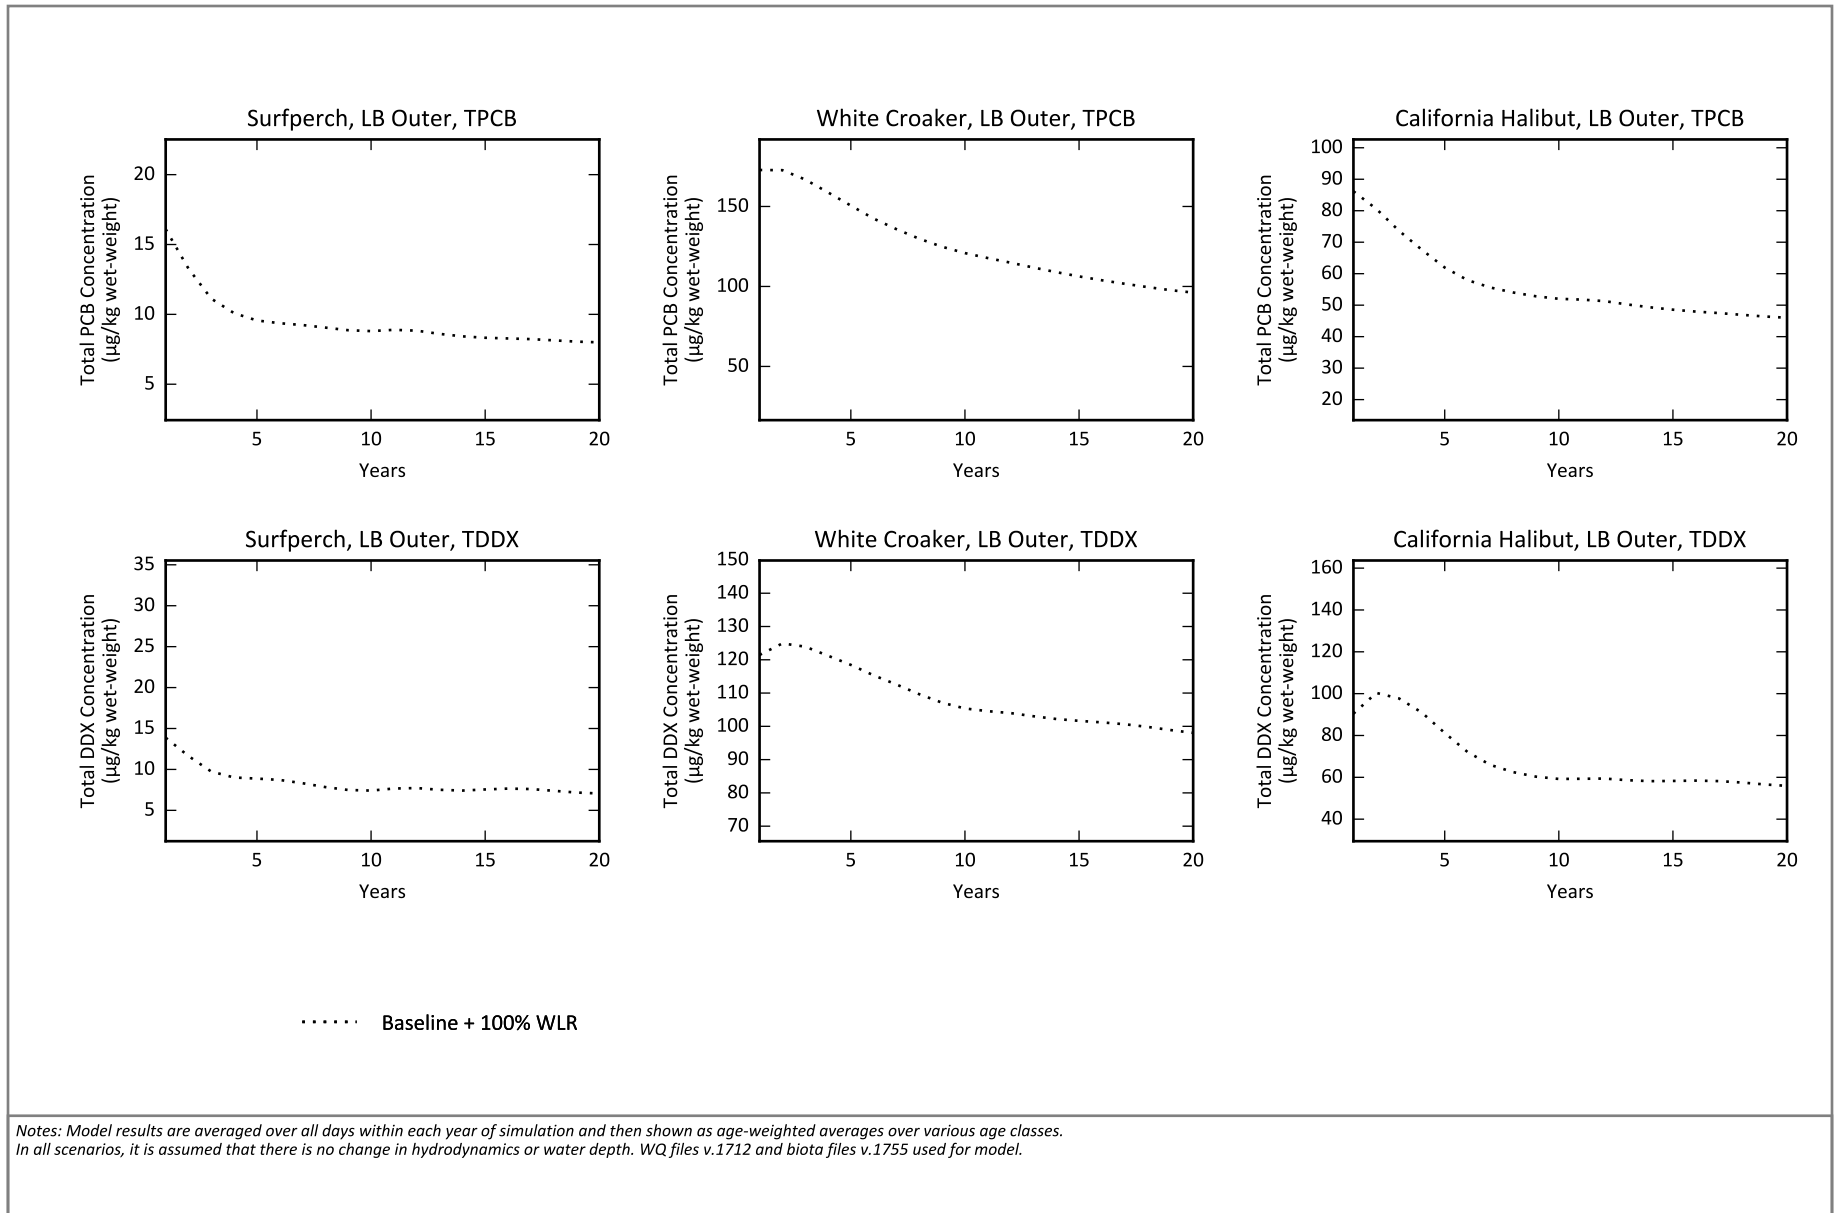 Surfperch, LB Outer, TPCB
Total PCB Concentration
(µg/kg wet-weight)
20
15
10
5
5 10 15 20
Years
White Croaker, LB Outer, TPCB
Total PCB Concentration
(µg/kg wet-weight)
150
100
50
5 10 15 20
Years
California Halibut, LB Outer, TPCB
Total PCB Concentration
(µg/kg wet-weight)
100
90
80
70
60
50
40
30
20
5 10 15 20
Years
Surfperch, LB Outer, TDDX
Total DDX Concentration
(µg/kg wet-weight)
35
30
25
20
15
10
5
5 10 15 20
Years
White Croaker, LB Outer, TDDX
Total DDX Concentration
(µg/kg wet-weight)
150
140
130
120
110
100
90
80
70
5 10 15 20
Years
California Halibut, LB Outer, TDDX
Total DDX Concentration
(µg/kg wet-weight)
160
140
120
100
80
60
40
5 10 15 20
Years
Baseline + 100% WLR
Notes: Model results are averaged over all days within each year of simulation and then shown as age-weighted averages over various age classes.
In all scenarios, it is assumed that there is no change in hydrodynamics or water depth. WQ files v.1712 and biota files v.1755 used for model.